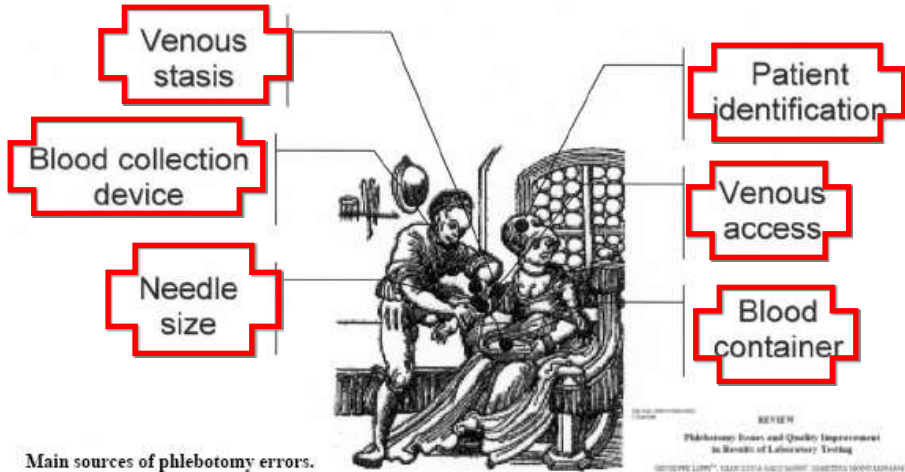 Venous
stasis
Patient
identification
Blood collection
device
Venous
access
Needle
size
Blood
container
Main sources of phlebotomy errors.
REVIEW
Phlebotomy Issues and Quality Improvement
in Results of Laboratory Testing